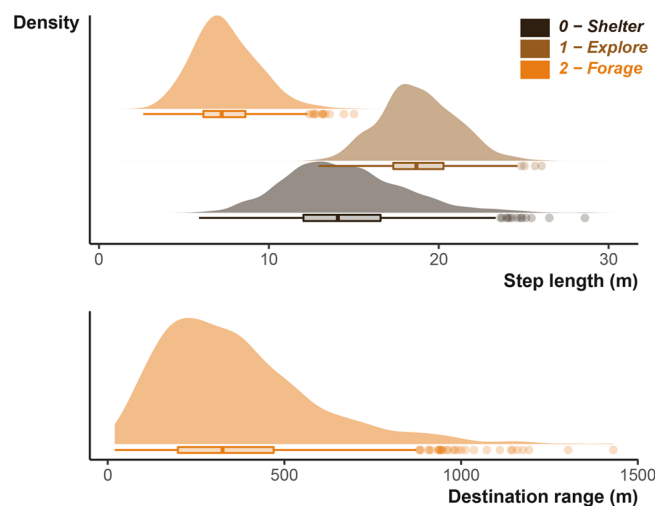 Density
0 – Shelter
1 – Explore
2 – Forage
0 10 20 30
Step length (m)
0 500 1000 1500
Destination range (m)